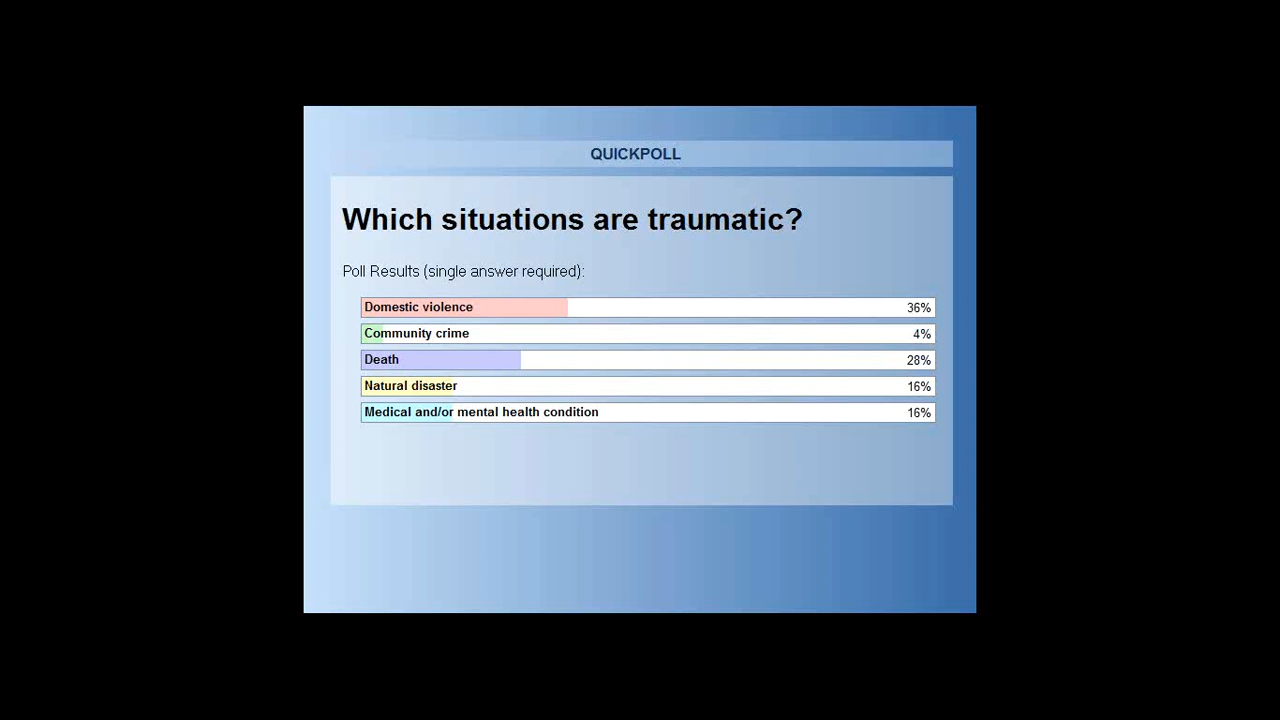 QUICKPOLL
Which situations are traumatic?
Poll Results (single answer required):
Domestic violence 36%
Community crime 4%
Death 28%
Natural disaster 16%
Medical and/or mental health condition 16%